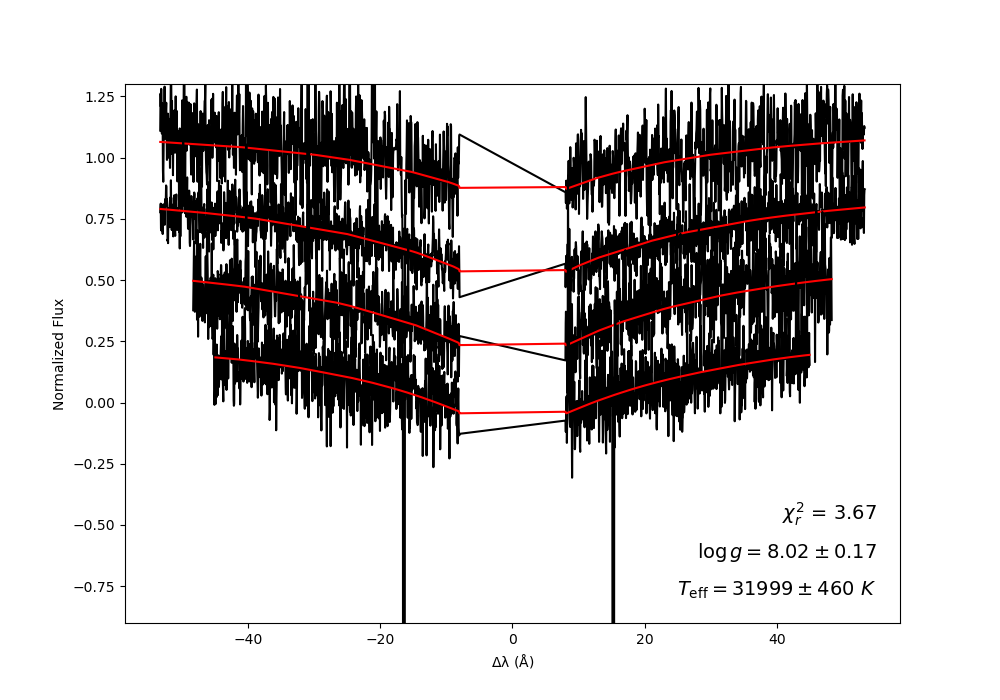 1.25
1.00
0.75
0.50
0.25
0.00
−0.25
−0.50
−0.75
Normalized Flux
χ²ᵣ = 3.67
log g = 8.02 ± 0.17
T_eff = 31999 ± 460 K
−40 −20 0 20 40
Δλ (Å)